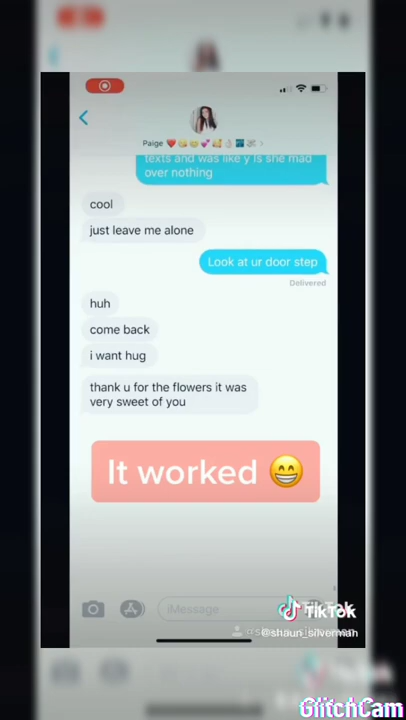 Paige ❤️
texts and was like y is she mad
over nothing
cool
just leave me alone
Look at ur door step
Delivered
huh
come back
i want hug
thank u for the flowers it was
very sweet of you
It worked 😁
iMessage
TikTok
@shaun_silverman
GlitchCam